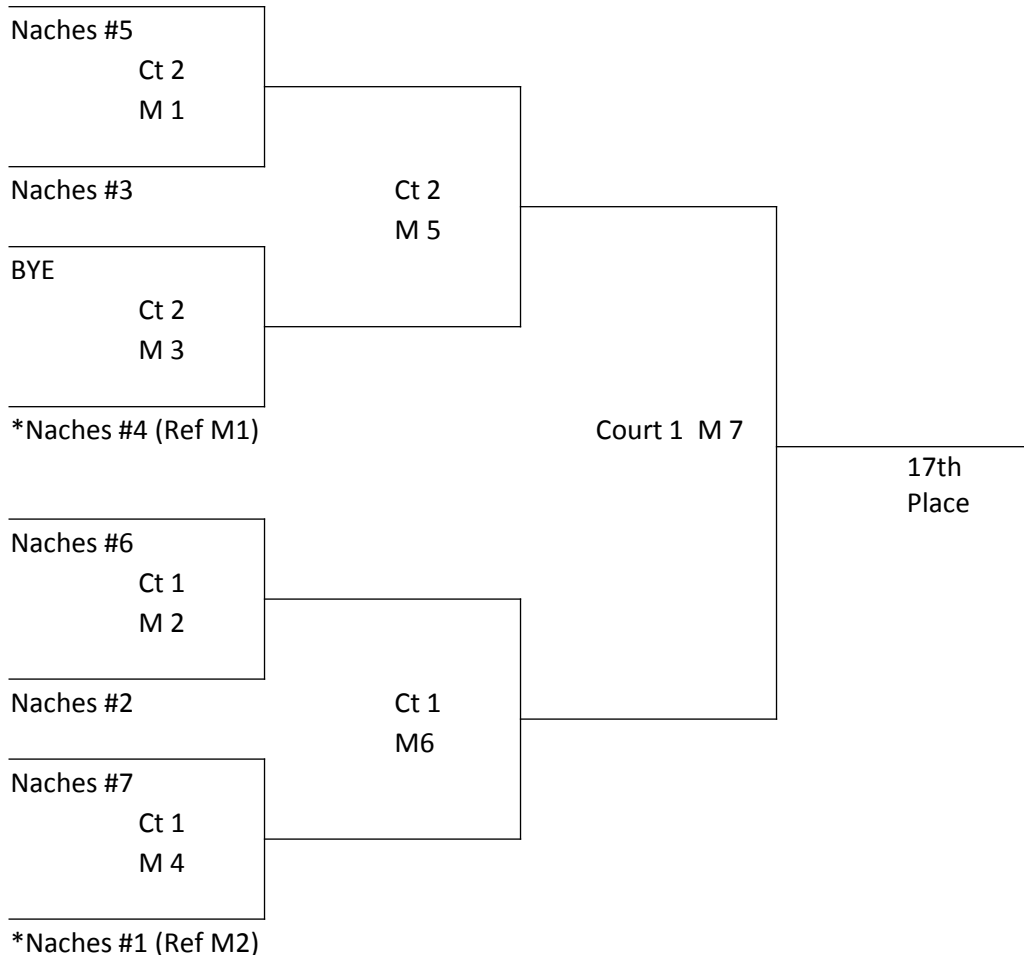 Naches #5
Ct 2
M 1
Naches #3
Ct 2
M 5
BYE
Ct 2
M 3
*Naches #4 (Ref M1)
Court 1 M 7
17th
Place
Naches #6
Ct 1
M 2
Naches #2
Ct 1
M6
Naches #7
Ct 1
M 4
*Naches #1 (Ref M2)